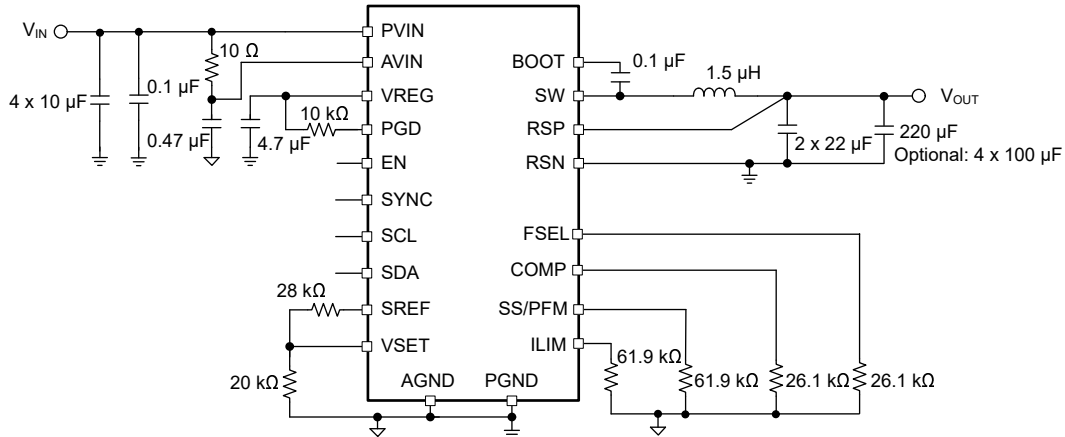 VIN
4 x 10 µF
0.1 µF
10 Ω
0.47 µF
4.7 µF
10 kΩ
28 kΩ
20 kΩ
PVIN
AVIN
VREG
PGD
EN
SYNC
SCL
SDA
SREF
VSET
AGND
PGND
BOOT
SW
RSP
RSN
FSEL
COMP
SS/PFM
ILIM
0.1 µF
1.5 µH
VOUT
2 x 22 µF
220 µF
Optional: 4 x 100 µF
61.9 kΩ
61.9 kΩ
26.1 kΩ
26.1 kΩ